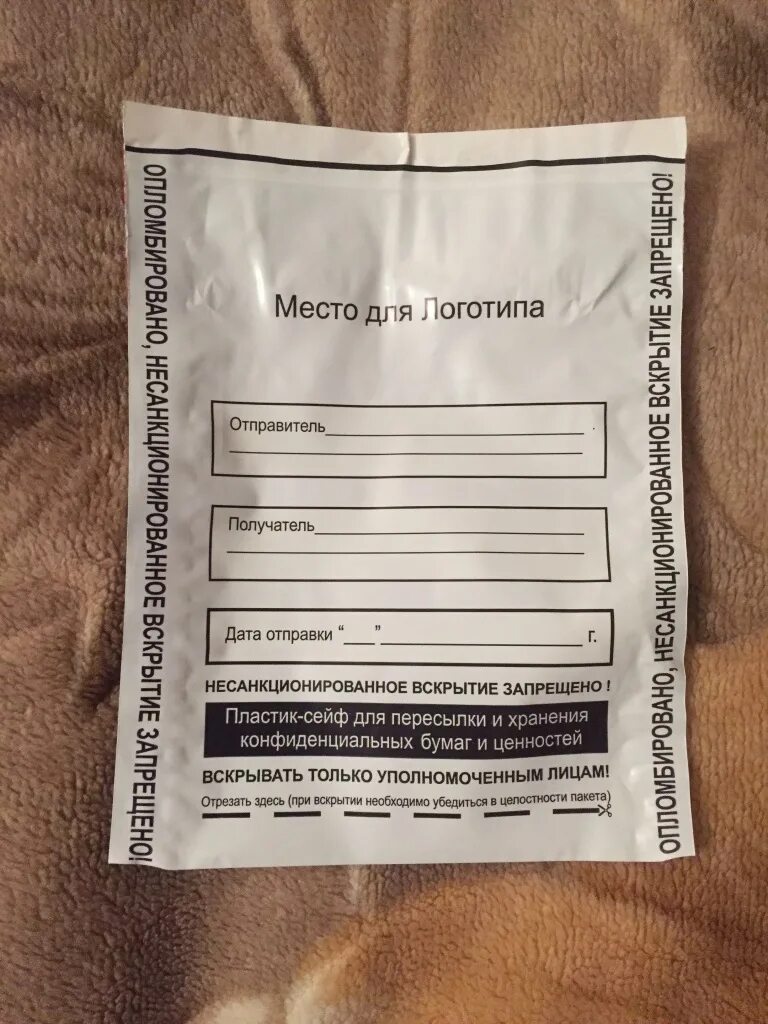 Место для Логотипа
ОПЛОМБИРОВАНО, НЕСАНКЦИОНИРОВАННОЕ ВСКРЫТИЕ ЗАПРЕЩЕНО!
ОПЛОМБИРОВАНО, НЕСАНКЦИОНИРОВАННОЕ ВСКРЫТИЕ ЗАПРЕЩЕНО!
Отправитель
Получатель
Дата отправки “___” г.
НЕСАНКЦИОНИРОВАННОЕ ВСКРЫТИЕ ЗАПРЕЩЕНО !
Пластик-сейф для пересылки и хранения
конфиденциальных бумаг и ценностей
ВСКРЫВАТЬ ТОЛЬКО УПОЛНОМОЧЕННЫМ ЛИЦАМ!
Отрезать здесь (при вскрытии необходимо убедиться в целостности пакета)